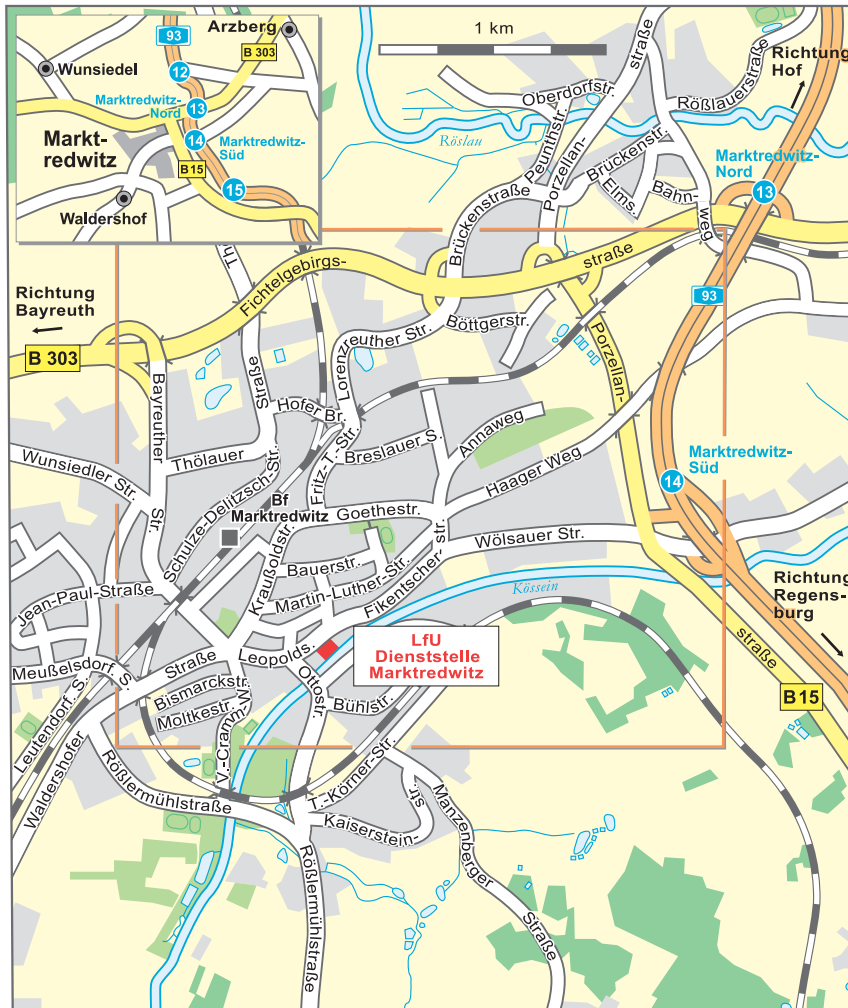 93
Arzberg
B 303
Wunsiedel
12
Marktredwitz-
Nord
13
Markt-
redwitz
14
Marktredwitz-
Süd
B 15
15
Waldershof
1 km
straße
Richtung
Hof
Oberdorfstr.
Rößlauerstraße
Röslau
Peunthstr.
Porzellan-
Brückenstr.
Elms.
Bahn-
weg
Marktredwitz-
Nord
13
Brückenstraße
Th
Fichtelgebirgs-
straße
Richtung
Bayreuth
B 303
93
Lorenzreuther Str.
Böttgerstr.
Porzellan-
Bayreuther
Str.
Straße
Hofer Br.
Thölauer
Wunsiedler Str.
Schulze-Delitzsch-Str.
Fritz-T.-Str.
Breslauer S.
Annaweg
Haager Weg
Marktredwitz-
Süd
14
Bf
Marktredwitz
Goethestr.
Kraußoldstr.
Bauerstr.
Martin-Luther-Str.
Fikentscher-
str.
Wölsauer Str.
Kössein
Jean-Paul-Straße
Richtung
Regens-
burg
Meußelsdorf. S.
Straße
Leopolds.
LfU
Dienststelle
Marktredwitz
straße
B 15
Ottostr.
Bismarckstr.
Moltkestr.
V.-Cramm-W.
Bühlstr.
Leutendorf. S.
Waldershofer
Rößlermühlstraße
T.-Körner-Str.
Kaiserstein-
str.
Manzenberger
Straße
Rößlermühlstraße